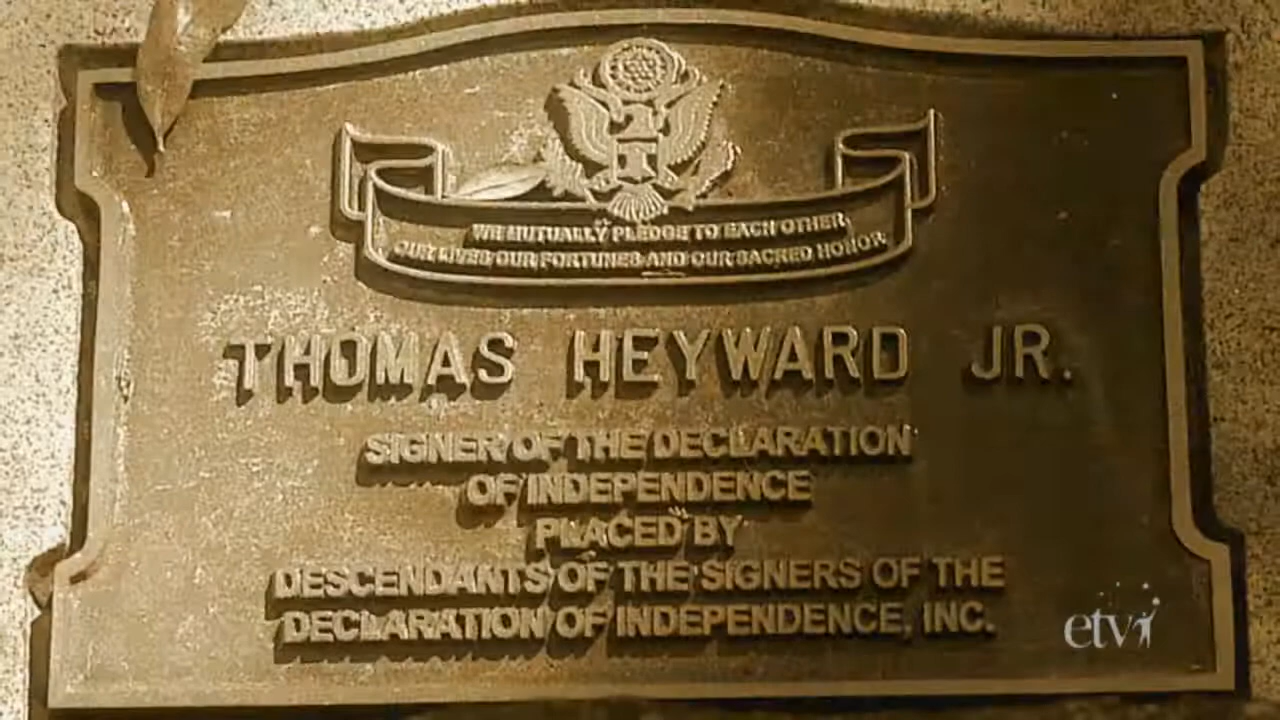 WE MUTUALLY PLEDGE TO EACH OTHER
OUR LIVES OUR FORTUNES AND OUR SACRED HONOR
THOMAS HEYWARD JR.
SIGNER OF THE DECLARATION
OF INDEPENDENCE
PLACED BY
DESCENDANTS OF THE SIGNERS OF THE
DECLARATION OF INDEPENDENCE, INC.
etv